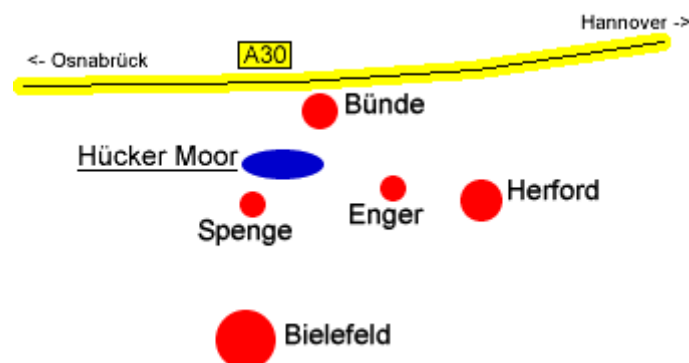 Hannover ->
<- Osnabrück
A30
Bünde
Hücker Moor
Herford
Enger
Spenge
Bielefeld